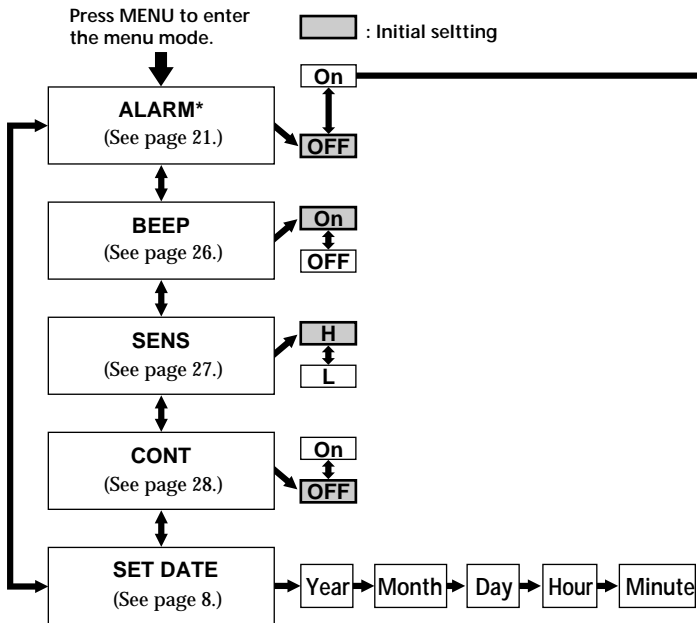 Press MENU to enter
the menu mode.
: Initial seltting
On
ALARM*
(See page 21.)
OFF
BEEP
(See page 26.)
On
OFF
SENS
(See page 27.)
H
L
CONT
(See page 28.)
On
OFF
SET DATE
(See page 8.)
Year
Month
Day
Hour
Minute